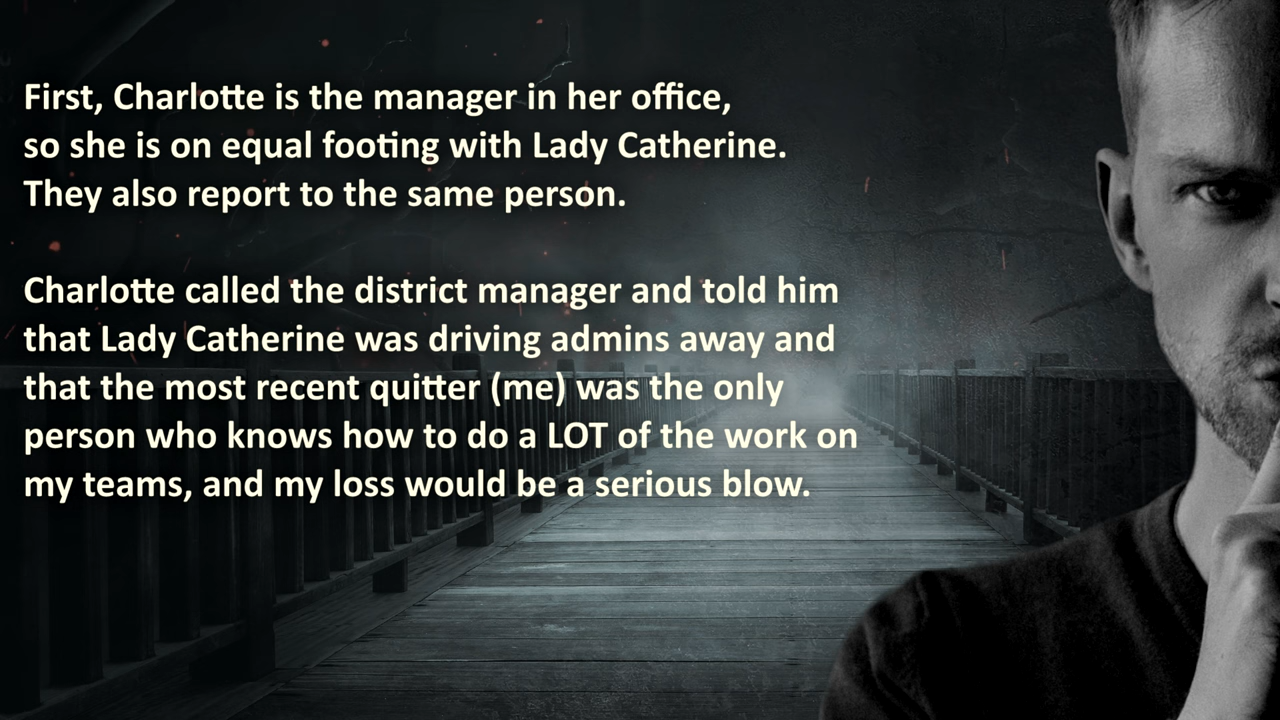 First, Charlotte is the manager in her office,
so she is on equal footing with Lady Catherine.
They also report to the same person.
Charlotte called the district manager and told him
that Lady Catherine was driving admins away and
that the most recent quitter (me) was the only
person who knows how to do a LOT of the work on
my teams, and my loss would be a serious blow.